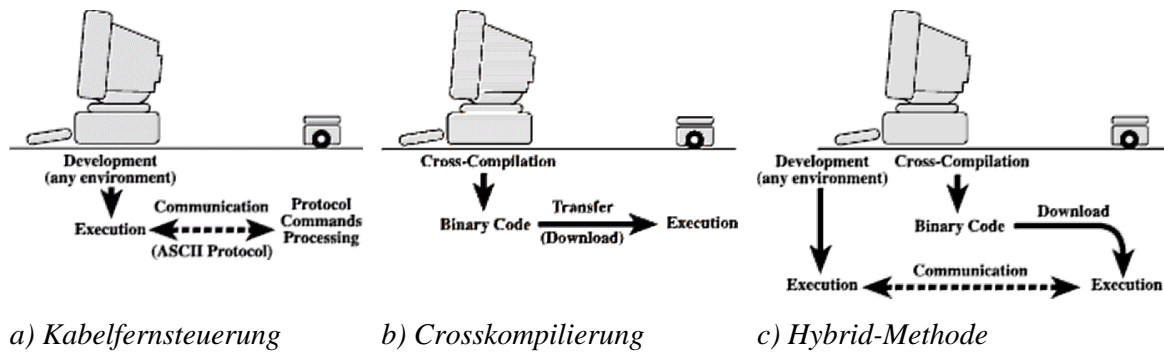 Development
(any environment)
Execution
Communication
(ASCII Protocol)
Protocol
Commands
Processing
a) Kabelfernsteuerung
Cross-Compilation
Binary Code
Transfer
(Download)
Execution
b) Crosskompilierung
Development
(any environment)
Cross-Compilation
Binary Code
Download
Execution
Communication
Execution
c) Hybrid-Methode